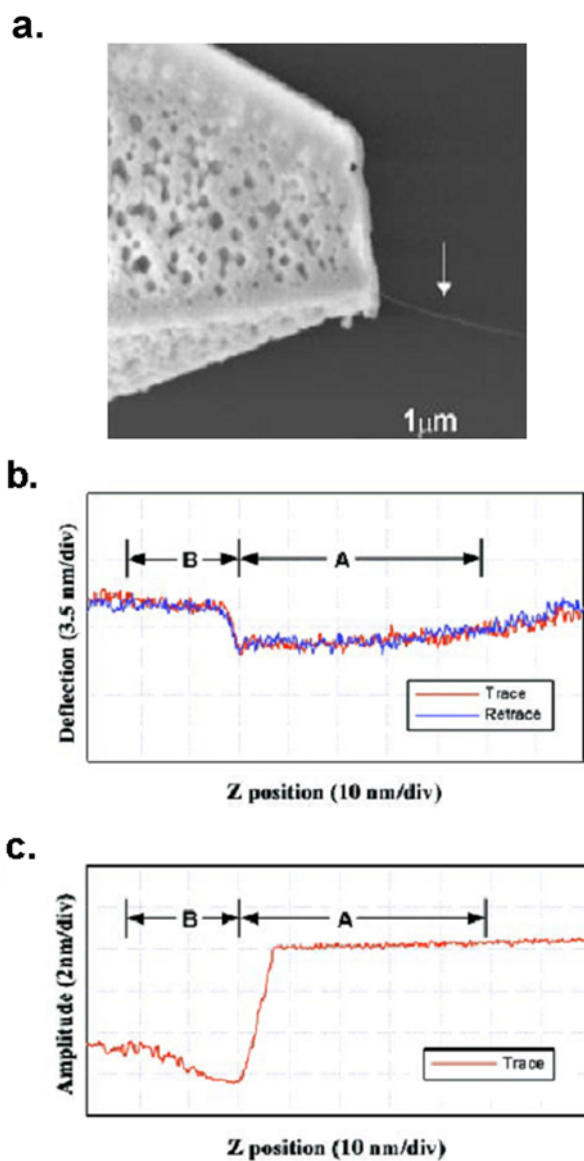 a.
1μm
b.
B A
Deflection (3.5 nm/div)
Trace
Retrace
Z position (10 nm/div)
c.
B A
Amplitude (2nm/div)
Trace
Z position (10 nm/div)